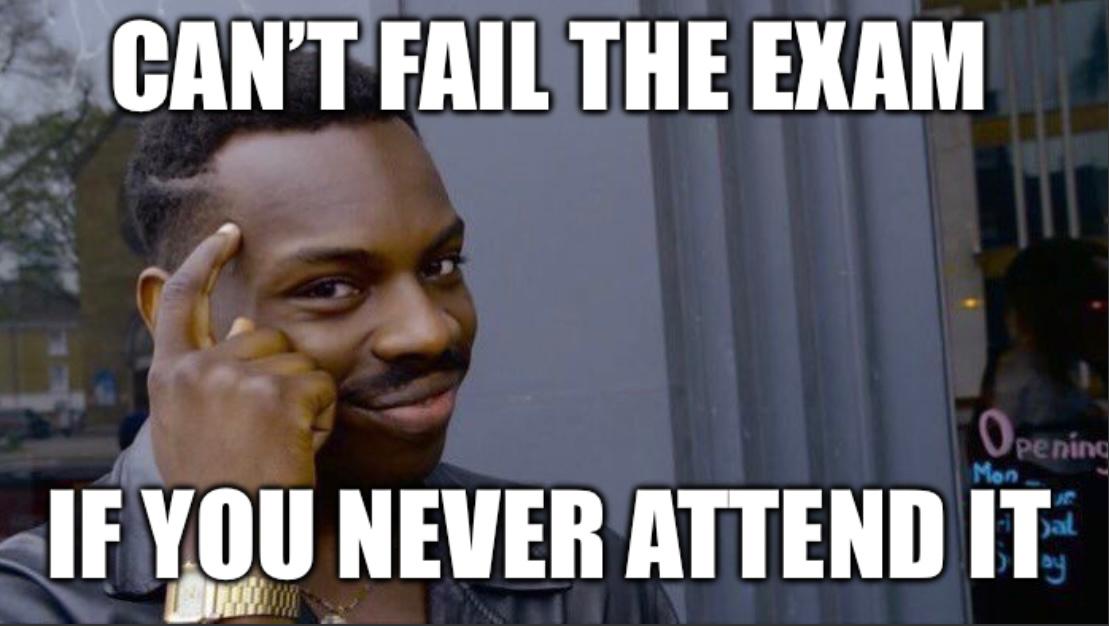 CAN’T FAIL THE EXAM
Opening
Mon
IF YOU NEVER ATTEND IT